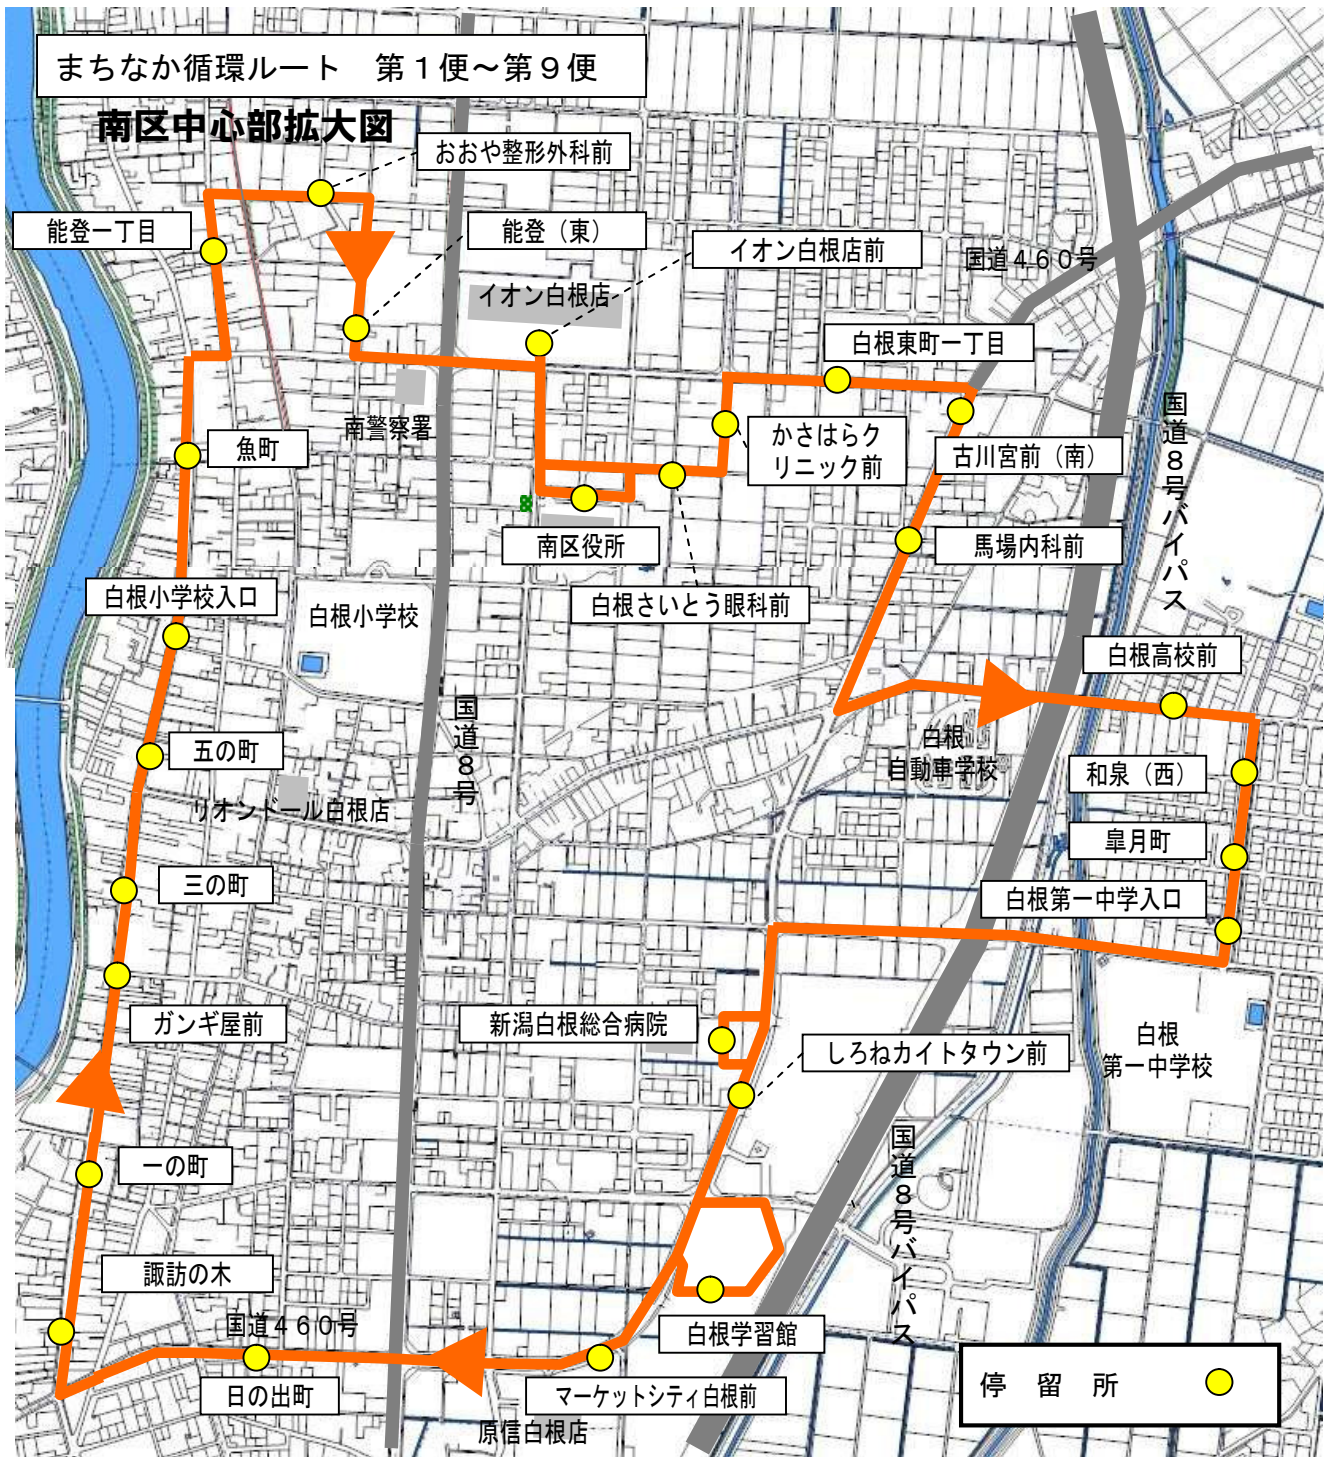 まちなか循環ルート　第１便～第９便
南区中心部拡大図
おおや整形外科前
能登一丁目
能登（東）
イオン白根店前
国道４６０号
イオン白根店
白根東町一丁目
国道８号バイパス
南警察署
魚町
かさはらク
リニック前
古川宮前（南）
南区役所
馬場内科前
白根小学校入口
白根さいとう眼科前
白根小学校
白根高校前
国道８号
五の町
白根
自動車学校
和泉（西）
リオンドール白根店
皐月町
三の町
白根第一中学入口
ガンギ屋前
新潟白根総合病院
しろねカイトタウン前
白根
第一中学校
一の町
国道８号バイパス
諏訪の木
国道４６０号
白根学習館
日の出町
マーケットシティ白根前
原信白根店
停　留　所